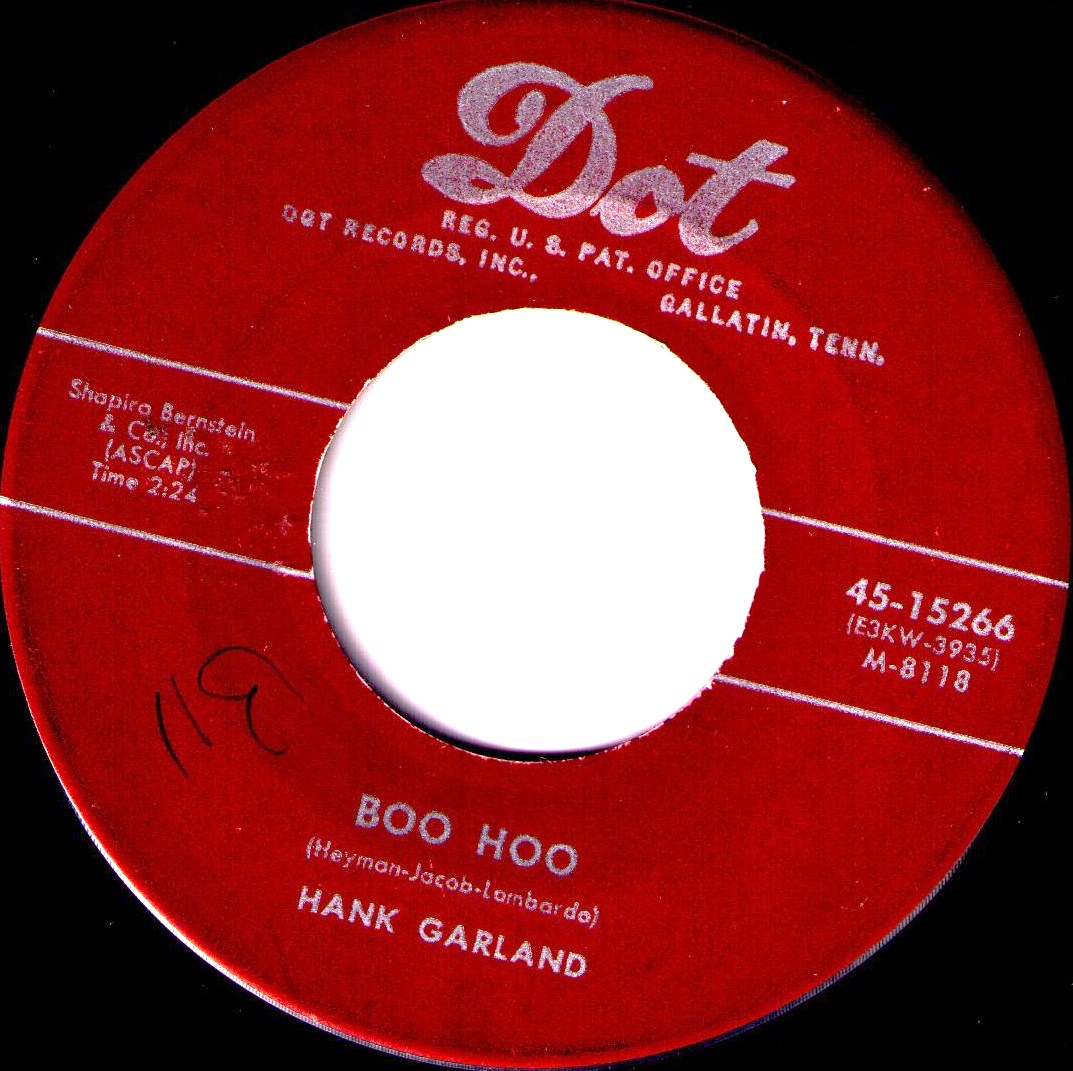 Dot
REG. U. S. PAT. OFFICE
DOT RECORDS, INC., GALLATIN, TENN.
Shapiro Bernstein
& Co., Inc.
(ASCAP)
Time 2:24
45-15266
(E3KW-3935)
M-8118
BOO HOO
(Heyman-Jacob-Lombardo)
HANK GARLAND